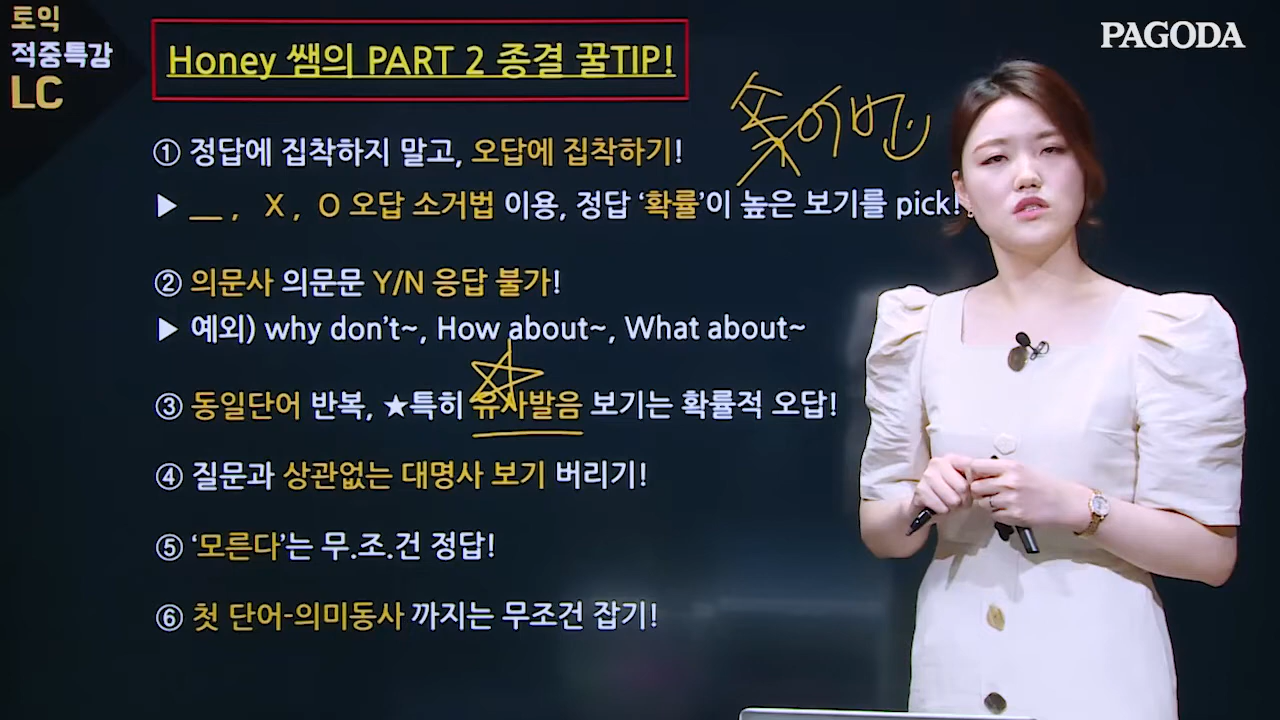 토익
적중특강
LC
PAGODA
Honey 쌤의 PART 2 종결 꿀TIP!
① 정답에 집착하지 말고, 오답에 집착하기!
▶ __ , X , O 오답 소거법 이용, 정답 ‘확률’이 높은 보기를 pick!
② 의문사 의문문 Y/N 응답 불가!
▶ 예외) why don't~, How about~, What about~
③ 동일단어 반복, ★특히 유사발음 보기는 확률적 오답!
④ 질문과 상관없는 대명사 보기 버리기!
⑤ ‘모른다’는 무.조.건 정답!
⑥ 첫 단어-의미동사 까지는 무조건 잡기!